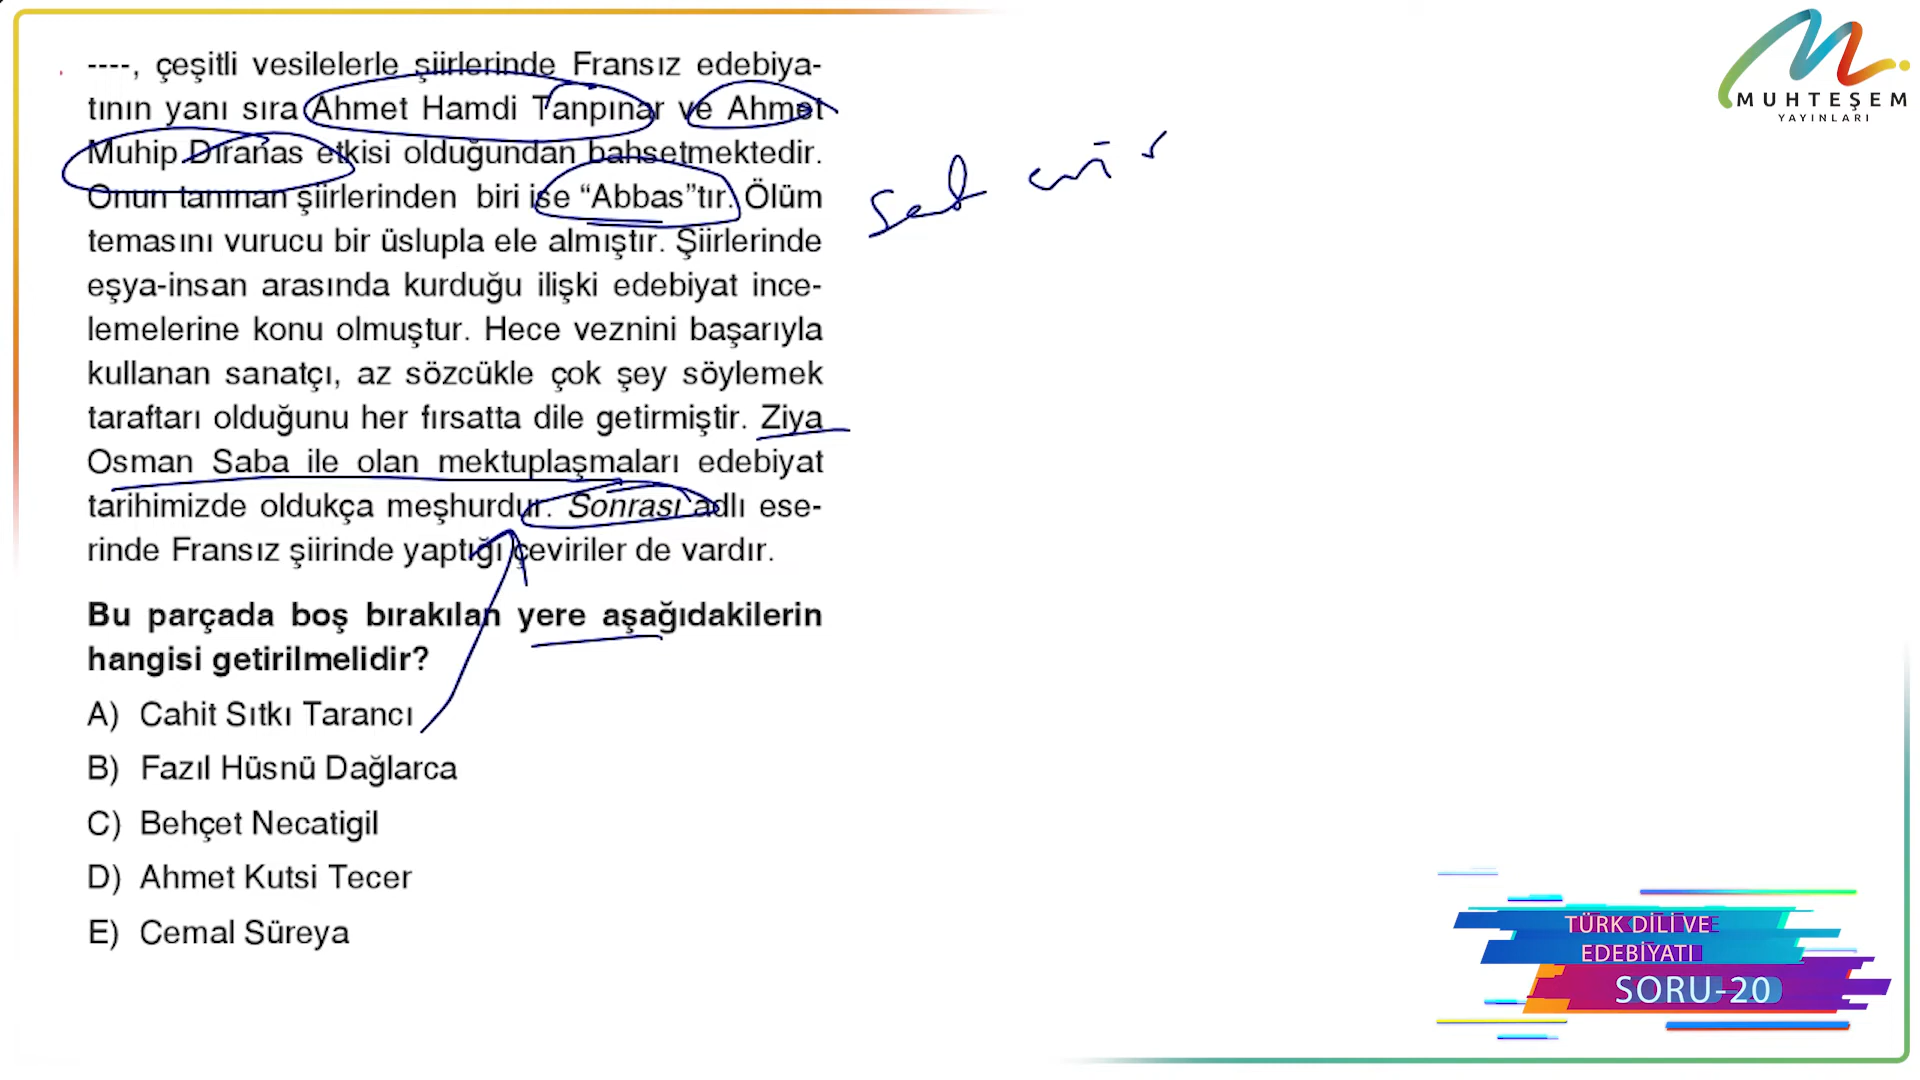 ----, çeşitli vesilelerle şiirlerinde Fransız edebiya-
tının yanı sıra Ahmet Hamdi Tanpınar ve Ahmet
Muhip Dıranas etkisi olduğundan bahsetmektedir.
Onun tanınan şiirlerinden biri ise “Abbas”tır. Ölüm
temasını vurucu bir üslupla ele almıştır. Şiirlerinde
eşya-insan arasında kurduğu ilişki edebiyat ince-
lemelerine konu olmuştur. Hece veznini başarıyla
kullanan sanatçı, az sözcükle çok şey söylemek
taraftarı olduğunu her fırsatta dile getirmiştir. Ziya
Osman Saba ile olan mektuplaşmaları edebiyat
tarihimizde oldukça meşhurdur. Sonrası adlı ese-
rinde Fransız şiirinde yaptığı çeviriler de vardır.
Bu parçada boş bırakılan yere aşağıdakilerin
hangisi getirilmelidir?
A) Cahit Sıtkı Tarancı
B) Fazıl Hüsnü Dağlarca
C) Behçet Necatigil
D) Ahmet Kutsi Tecer
E) Cemal Süreya
MUHTEŞEM
YAYINLARI
TÜRK DİLİ VE
EDEBİYATI
SORU-20